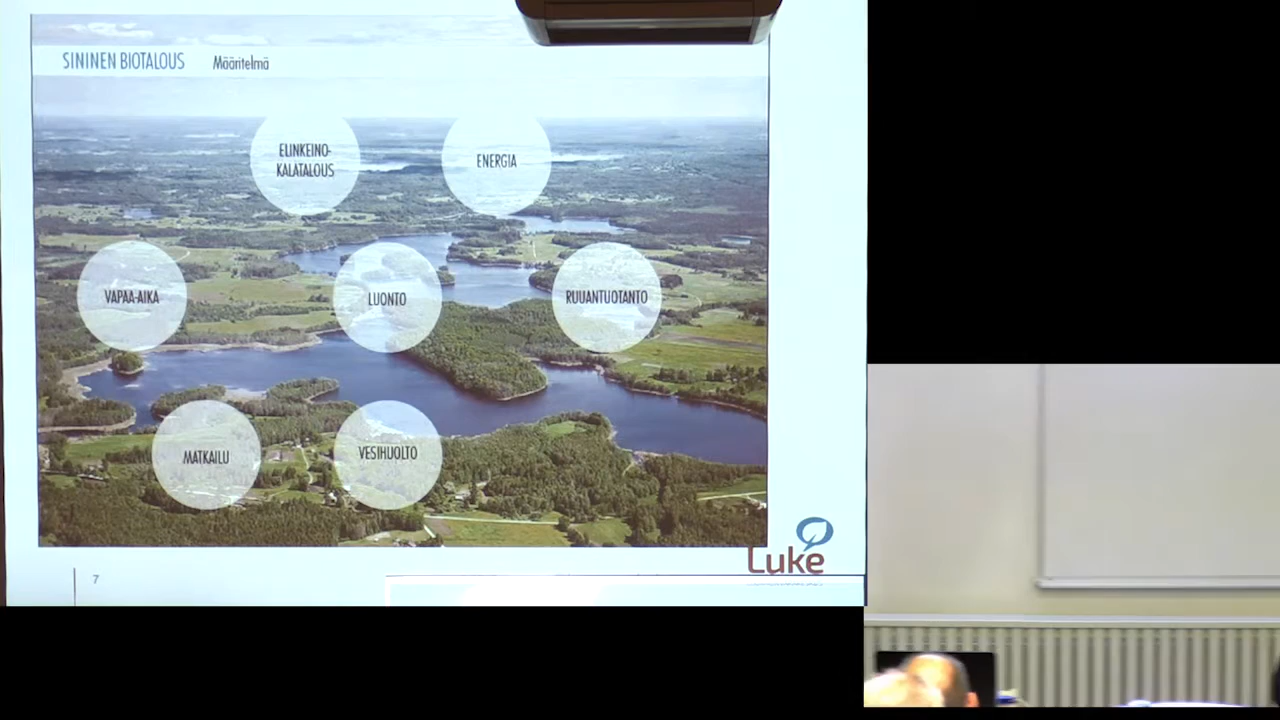 SININEN BIOTALOUS Määritelmä
ELINKEINO-
KALATALOUS
ENERGIA
VAPAA-AIKA
LUONTO
RUUANTUOTANTO
MATKAILU
VESIHUOLTO
Luke
7